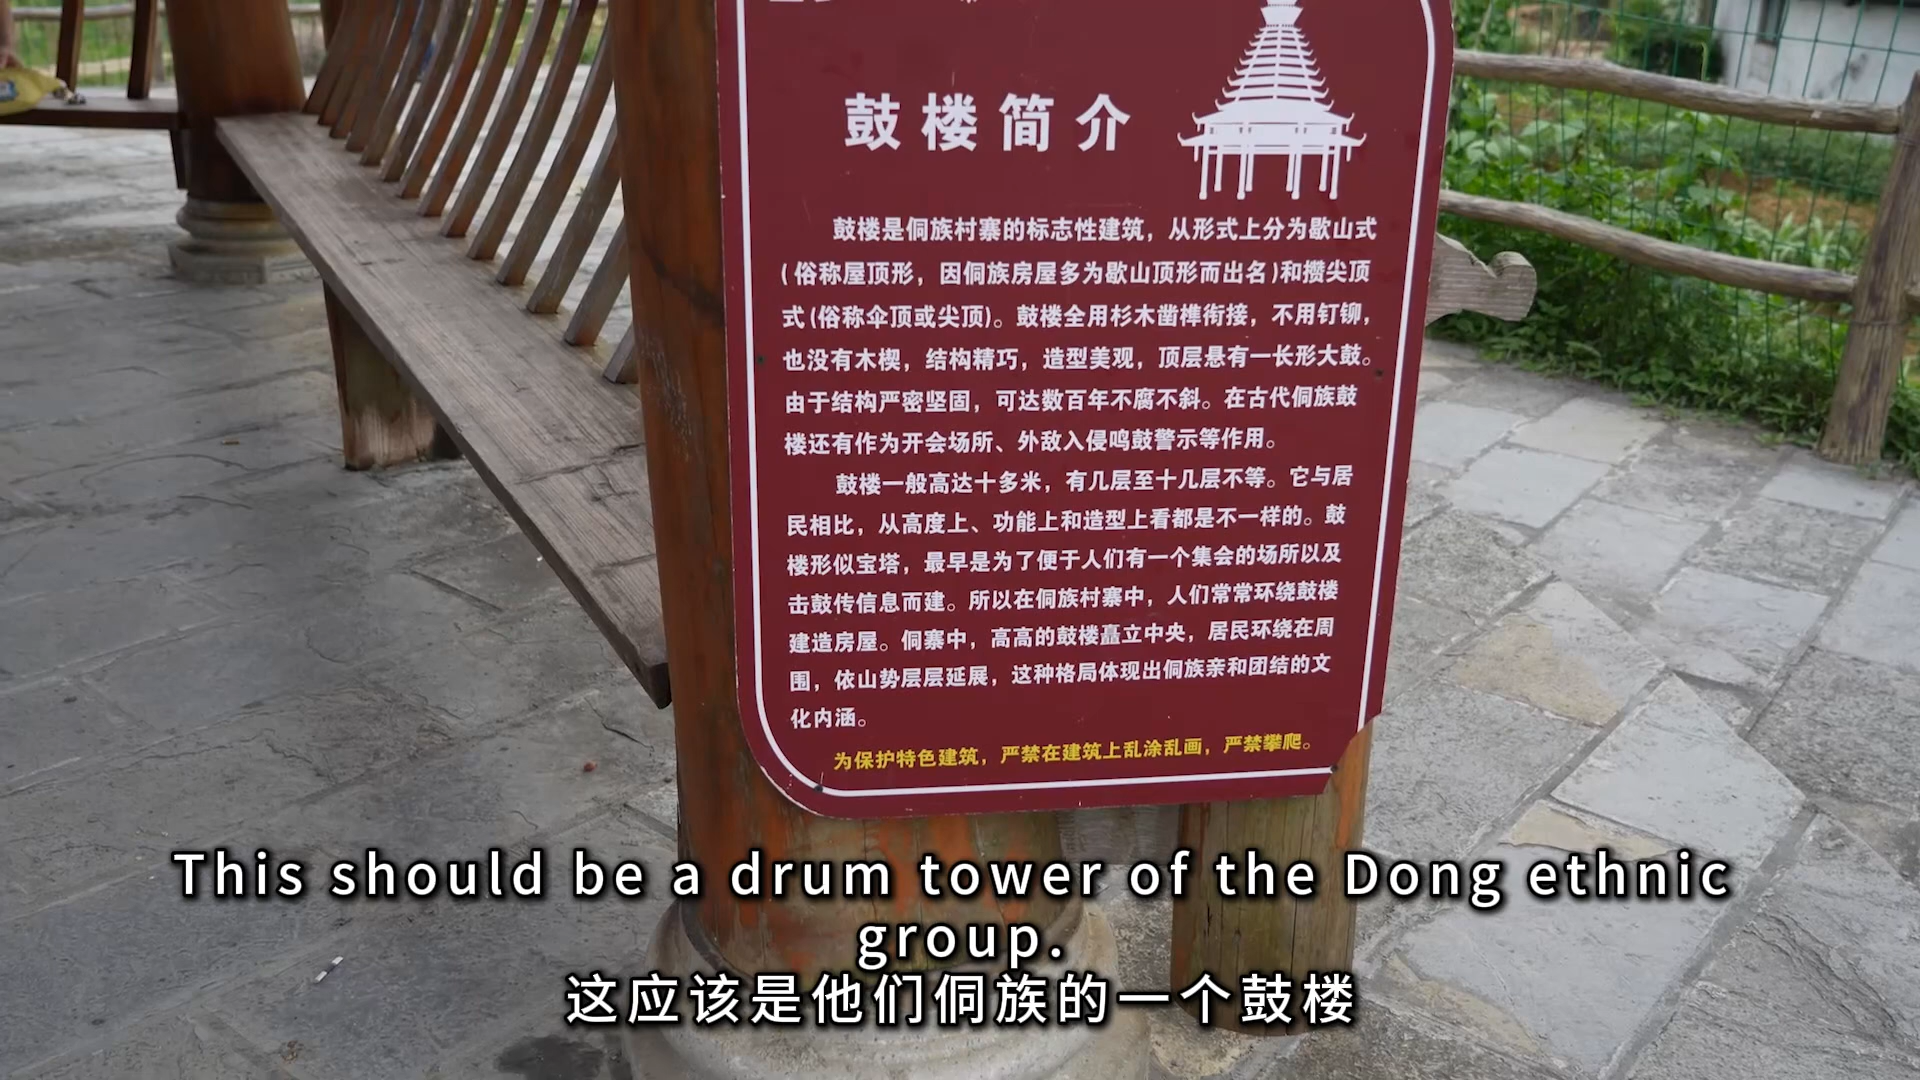 鼓楼简介
鼓楼是侗族村寨的标志性建筑，从形式上分为歇山式
(俗称屋顶形，因侗族房屋多为歇山顶形而出名)和攒尖顶
式(俗称伞顶或尖顶)。鼓楼全用杉木凿榫衔接，不用钉铆，
也没有木楔，结构精巧，造型美观，顶层悬有一长形大鼓。
由于结构严密坚固，可达数百年不腐不斜。在古代侗族鼓
楼还有作为开会场所、外敌入侵鸣鼓警示等作用。
鼓楼一般高达十多米，有几层至十几层不等。它与居
民相比，从高度上、功能上和造型上看都是不一样的。鼓
楼形似宝塔，最早是为了便于人们有一个集会的场所以及
击鼓传信息而建。所以在侗族村寨中，人们常常环绕鼓楼
建造房屋。侗寨中，高高的鼓楼矗立中央，居民环绕在周
围，依山势层层延展，这种格局体现出侗族亲和团结的文
化内涵。
为保护特色建筑，严禁在建筑上乱涂乱画，严禁攀爬。
This should be a drum tower of the Dong ethnic
group.
这应该是他们侗族的一个鼓楼